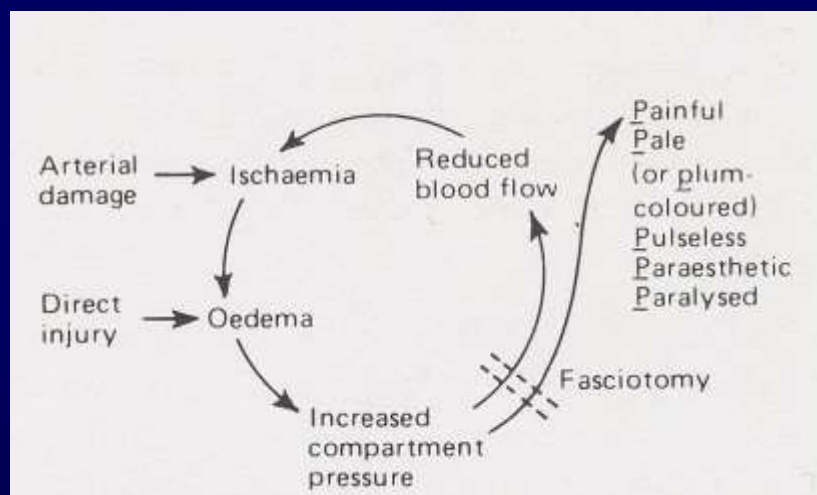 Arterial
damage
Ischaemia
Reduced
blood flow
Painful
Pale
(or plum-
coloured)
Pulseless
Paraesthetic
Paralysed
Direct
injury
Oedema
Fasciotomy
Increased
compartment
pressure